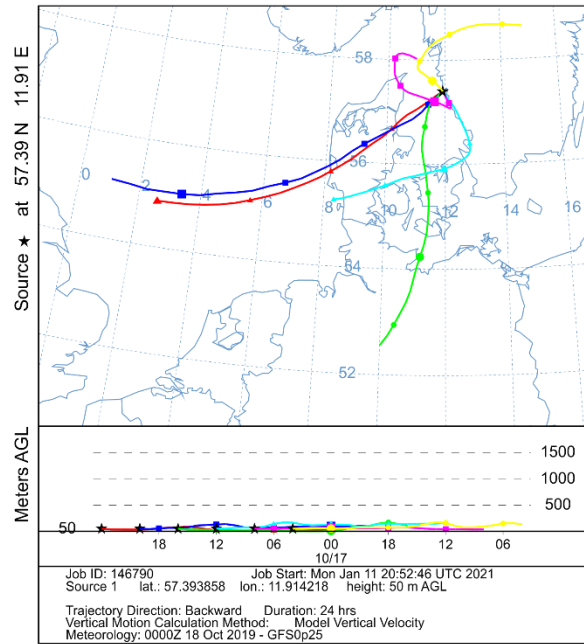 Source ★ at 57.39 N 11.91 E
58
56
54
52
0
2
4
6
8
10
12
14
16
Meters AGL
1500
1000
500
50
18 12 06 00 18 12 06
10/17
Job ID: 146790 Job Start: Mon Jan 11 20:52:46 UTC 2021
Source 1 lat.: 57.393858 lon.: 11.914218 height: 50 m AGL
Trajectory Direction: Backward Duration: 24 hrs
Vertical Motion Calculation Method: Model Vertical Velocity
Meteorology: 0000Z 18 Oct 2019 - GFS0p25